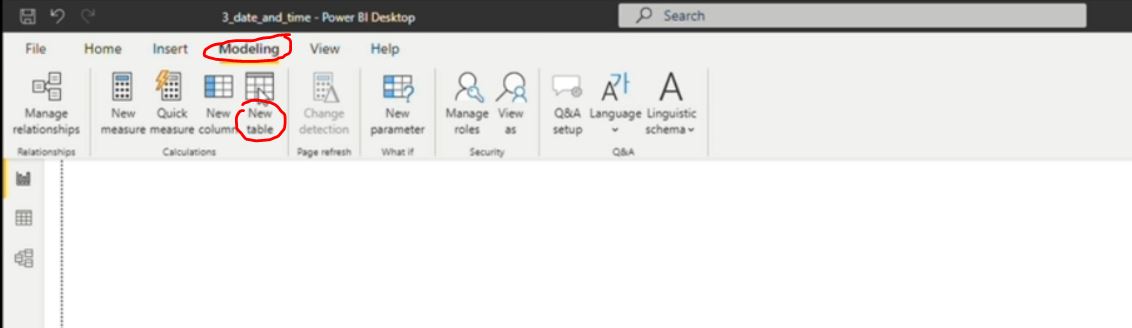 3_date_and_time - Power BI Desktop
Search
File Home Insert Modeling View Help
Manage relationships
New measure
Quick measure
New column
New table
Change detection
New parameter
Manage roles
View as
Q&A setup
Language
Linguistic schema
Relationships
Calculations
Page refresh
What if
Security
Q&A
A가
A